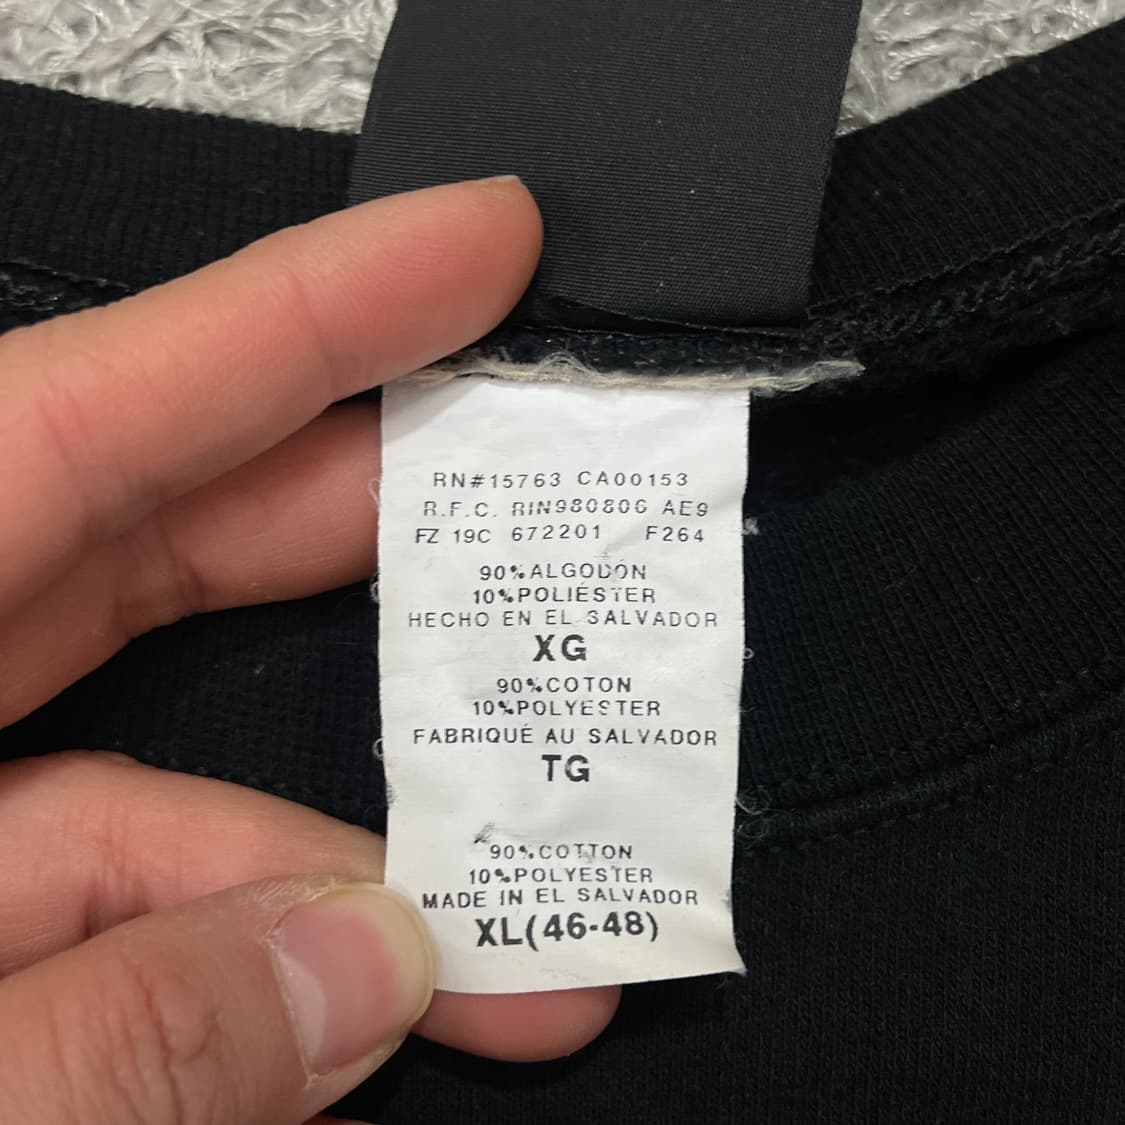 RN#15763 CA00153
R.F.C. RIN980806 AE9
FZ 19C 672201 F264
90%ALGODÓN
10%POLIÉSTER
HECHO EN EL SALVADOR
XG
90%COTON
10%POLYESTER
FABRIQUÉ AU SALVADOR
TG
90%COTTON
10%POLYESTER
MADE IN EL SALVADOR
XL(46-48)